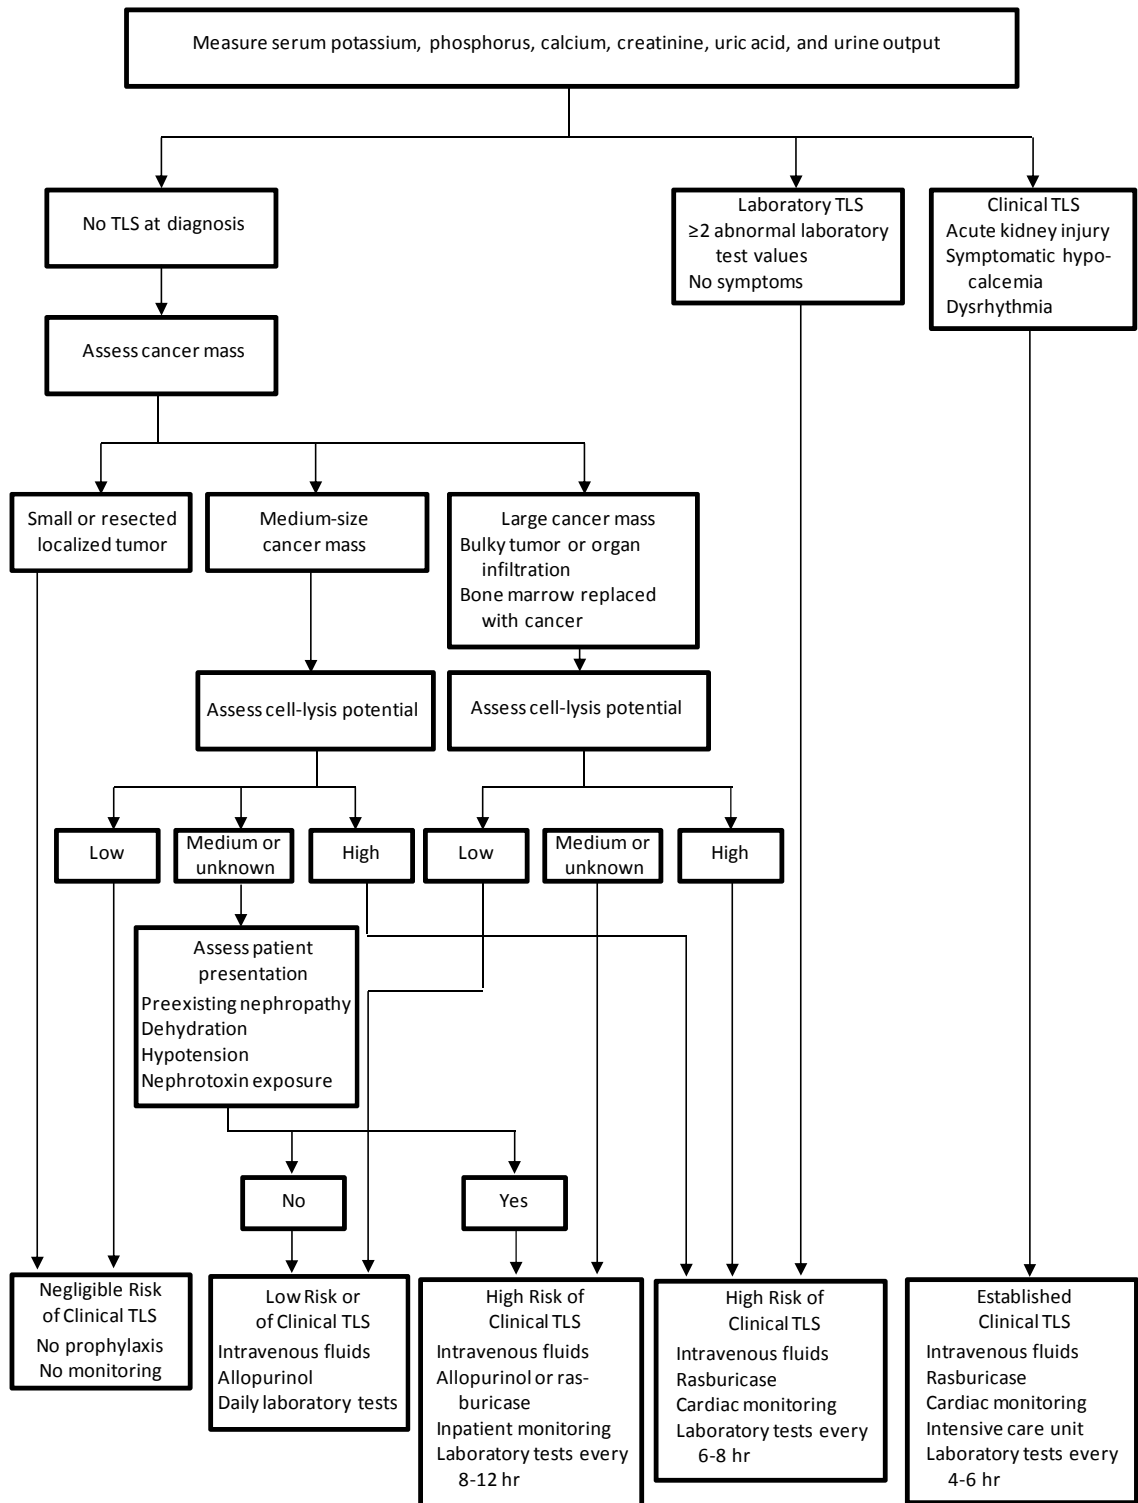 Measure serum potassium, phosphorus, calcium, creatinine, uric acid, and urine output
No TLS at diagnosis
Laboratory TLS
≥2 abnormal laboratory
test values
No symptoms
Clinical TLS
Acute kidney injury
Symptomatic hypo-
calcemia
Dysrhythmia
Assess cancer mass
Small or resected
localized tumor
Medium-size
cancer mass
Large cancer mass
Bulky tumor or organ
infiltration
Bone marrow replaced
with cancer
Assess cell-lysis potential
Assess cell-lysis potential
Low
Medium or
unknown
High
Low
Medium or
unknown
High
Assess patient
presentation
Preexisting nephropathy
Dehydration
Hypotension
Nephrotoxin exposure
No
Yes
Negligible Risk
of Clinical TLS
No prophylaxis
No monitoring
Low Risk or
of Clinical TLS
Intravenous fluids
Allopurinol
Daily laboratory tests
High Risk of
Clinical TLS
Intravenous fluids
Allopurinol or ras-
buricase
Inpatient monitoring
Laboratory tests every
8-12 hr
High Risk of
Clinical TLS
Intravenous fluids
Rasburicase
Cardiac monitoring
Laboratory tests every
6-8 hr
Established
Clinical TLS
Intravenous fluids
Rasburicase
Cardiac monitoring
Intensive care unit
Laboratory tests every
4-6 hr